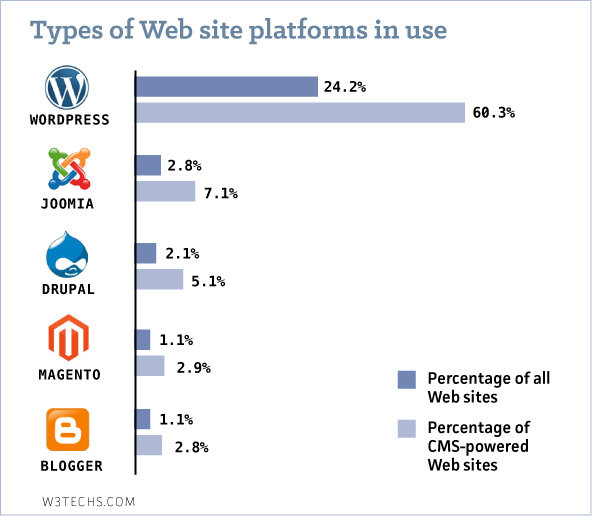 Types of Web site platforms in use
24.2%
60.3%
WORDPRESS
2.8%
7.1%
JOOMIA
2.1%
5.1%
DRUPAL
1.1%
2.9%
MAGENTO
1.1%
2.8%
BLOGGER
Percentage of all
Web sites
Percentage of
CMS-powered
Web sites
W3TECHS.COM